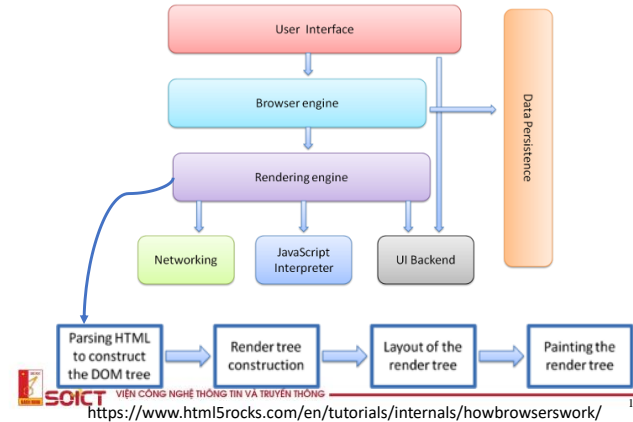 User Interface
Browser engine
Data Persistence
Rendering engine
Networking
JavaScript
Interpreter
UI Backend
Parsing HTML
to construct
the DOM tree
Render tree
construction
Layout of the
render tree
Painting the
render tree
SOICT VIỆN CÔNG NGHỆ THÔNG TIN VÀ TRUYỀN THÔNG
https://www.html5rocks.com/en/tutorials/internals/howbrowserswork/
1